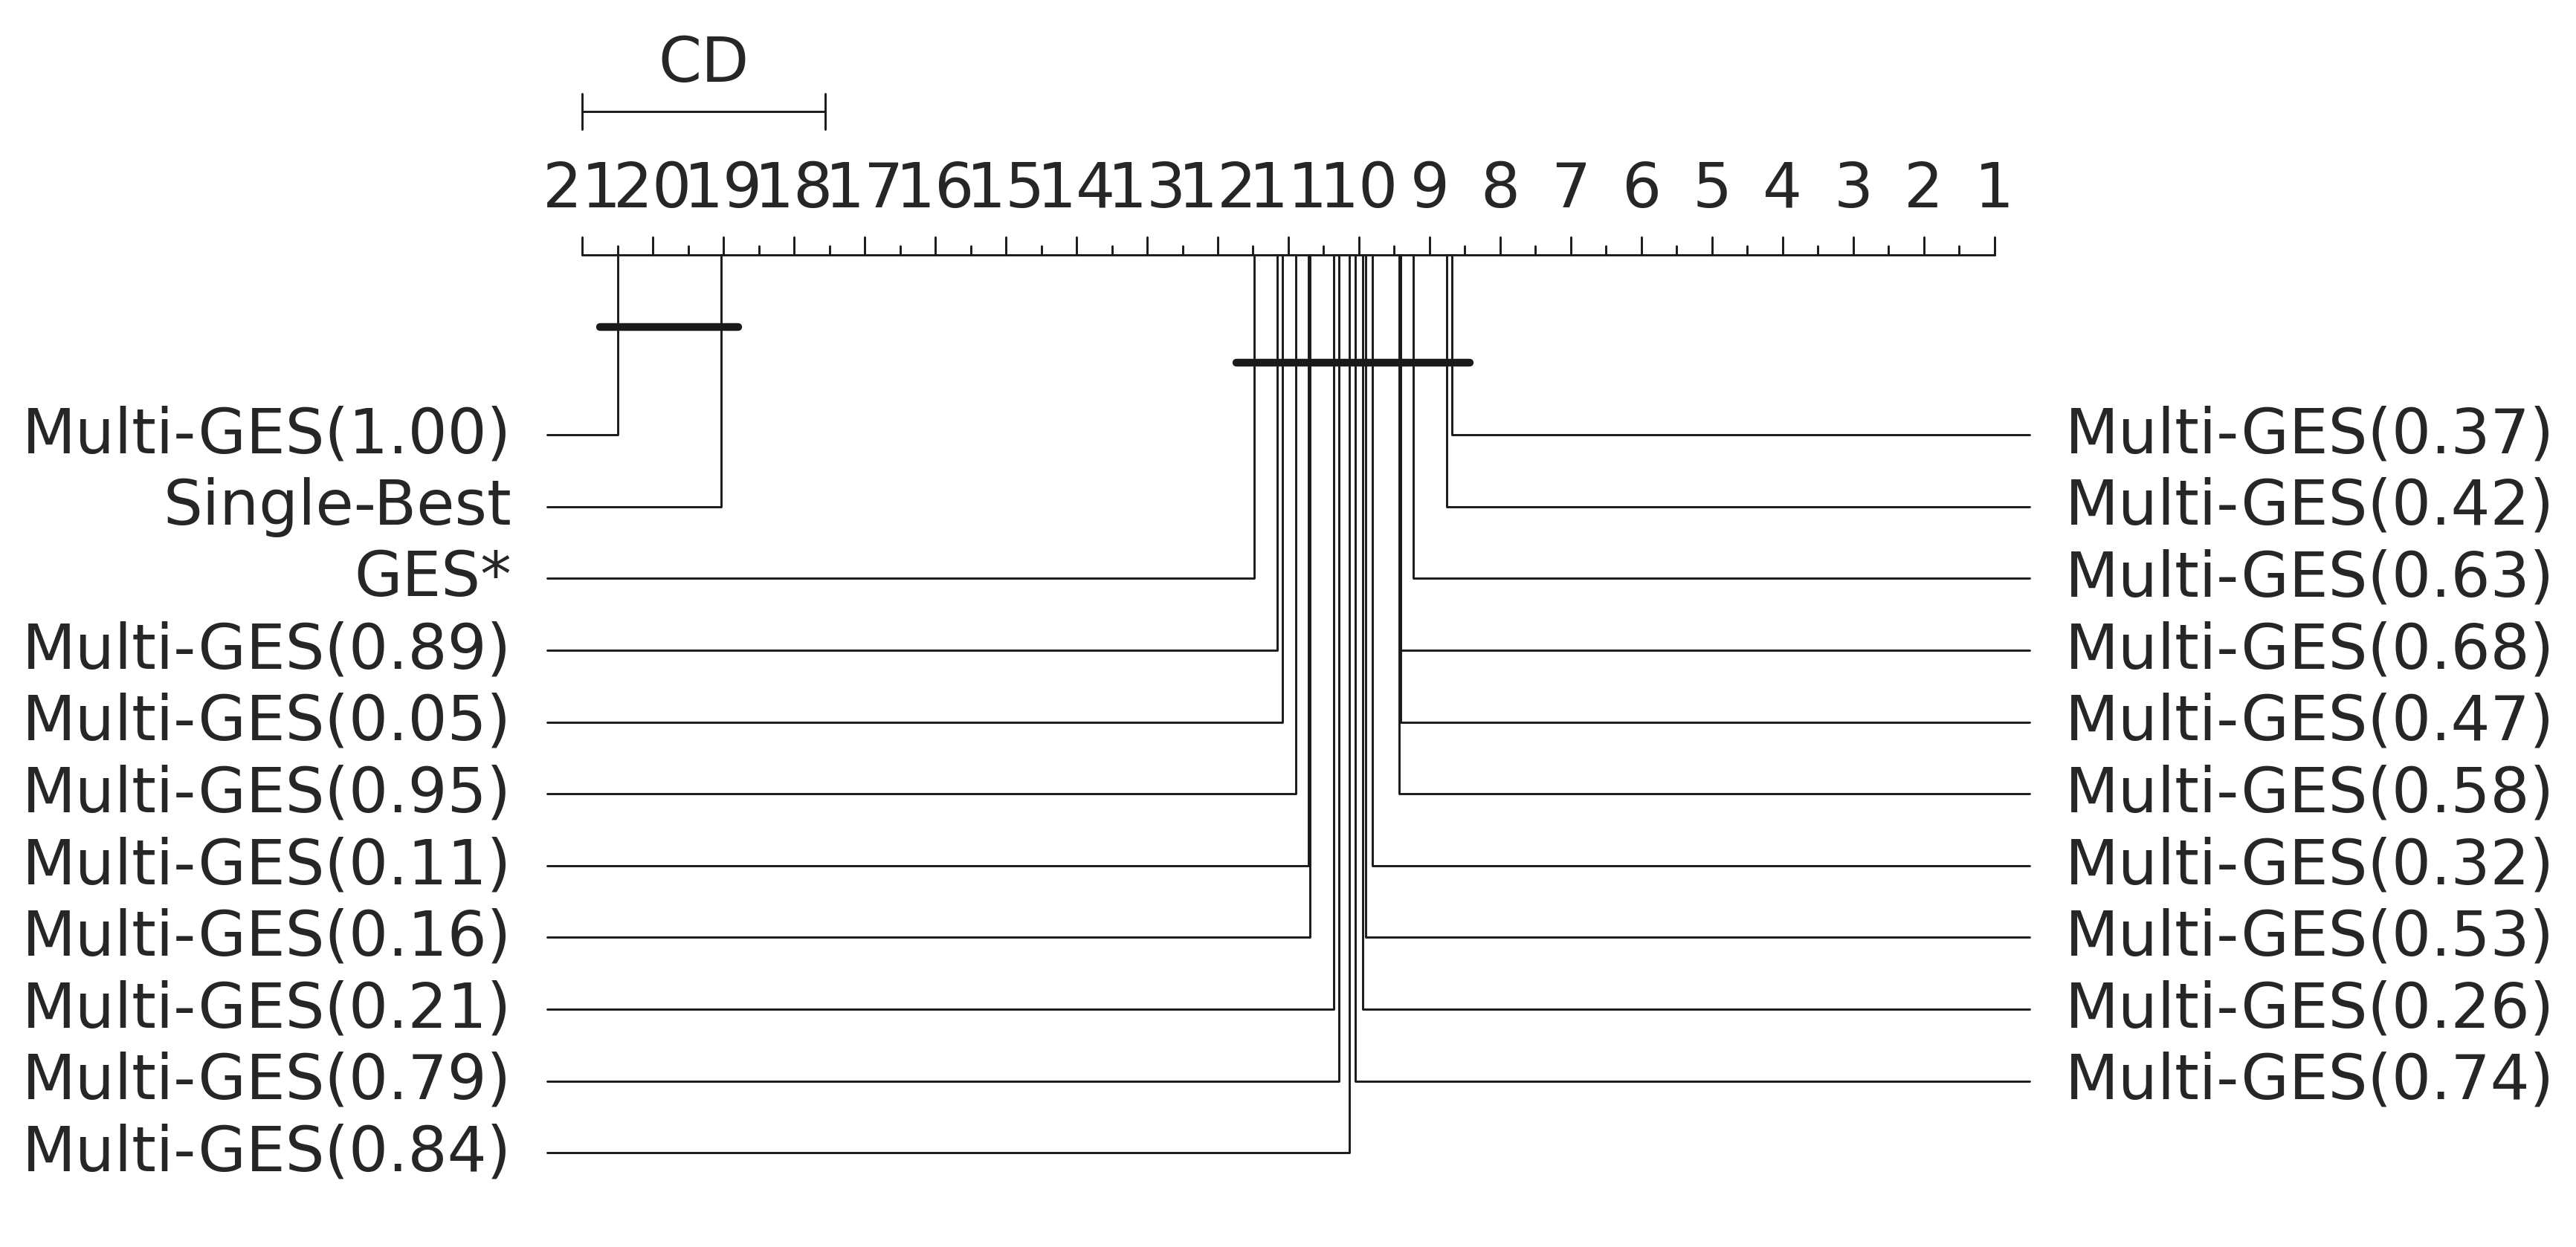 CD
21 20 19 18 17 16 15 14 13 12 11 10 9 8 7 6 5 4 3 2 1
Multi-GES(1.00)
Single-Best
GES*
Multi-GES(0.89)
Multi-GES(0.05)
Multi-GES(0.95)
Multi-GES(0.11)
Multi-GES(0.16)
Multi-GES(0.21)
Multi-GES(0.79)
Multi-GES(0.84)
Multi-GES(0.37)
Multi-GES(0.42)
Multi-GES(0.63)
Multi-GES(0.68)
Multi-GES(0.47)
Multi-GES(0.58)
Multi-GES(0.32)
Multi-GES(0.53)
Multi-GES(0.26)
Multi-GES(0.74)